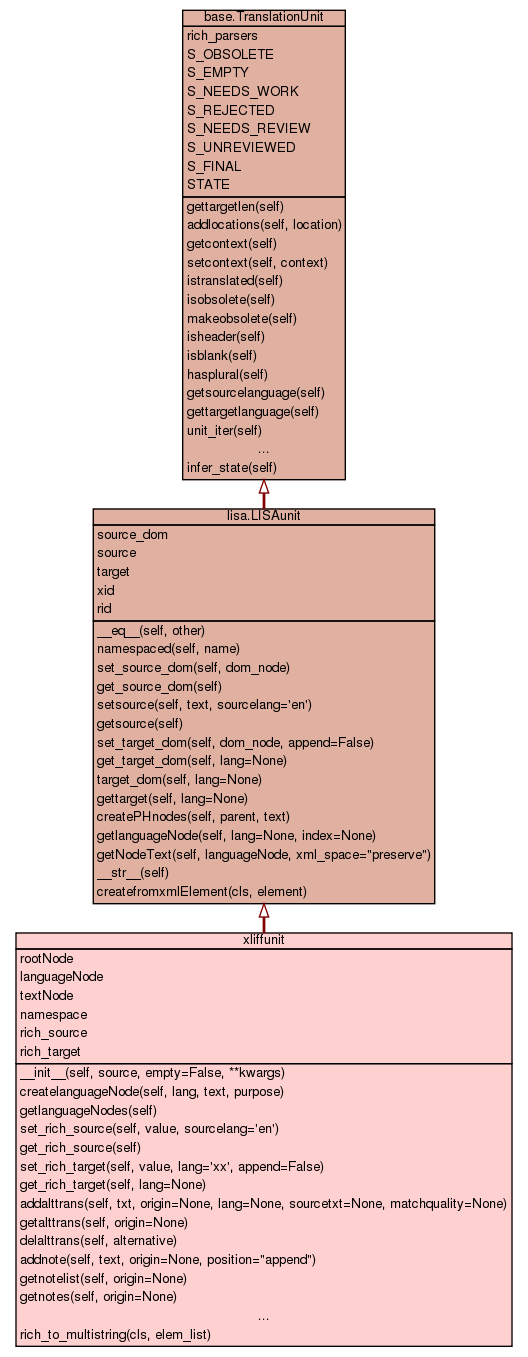 base.TranslationUnit
rich_parsers
S_OBSOLETE
S_EMPTY
S_NEEDS_WORK
S_REJECTED
S_NEEDS_REVIEW
S_UNREVIEWED
S_FINAL
STATE
gettargetlen(self)
addlocations(self, location)
getcontext(self)
setcontext(self, context)
istranslated(self)
isobsolete(self)
makeobsolete(self)
isheader(self)
isblank(self)
hasplural(self)
getsourcelanguage(self)
gettargetlanguage(self)
unit_iter(self)
...
infer_state(self)
lisa.LISAunit
source_dom
source
target
xid
rid
__eq__(self, other)
namespaced(self, name)
set_source_dom(self, dom_node)
get_source_dom(self)
setsource(self, text, sourcelang='en')
getsource(self)
set_target_dom(self, dom_node, append=False)
get_target_dom(self, lang=None)
target_dom(self, lang=None)
gettarget(self, lang=None)
createPHnodes(self, parent, text)
getlanguageNode(self, lang=None, index=None)
getNodeText(self, languageNode, xml_space="preserve")
__str__(self)
createfromxmlElement(cls, element)
xliffunit
rootNode
languageNode
textNode
namespace
rich_source
rich_target
__init__(self, source, empty=False, **kwargs)
createlanguageNode(self, lang, text, purpose)
getlanguageNodes(self)
set_rich_source(self, value, sourcelang='en')
get_rich_source(self)
set_rich_target(self, value, lang='xx', append=False)
get_rich_target(self, lang=None)
addalttrans(self, txt, origin=None, lang=None, sourcetxt=None, matchquality=None)
getalttrans(self, origin=None)
delalttrans(self, alternative)
addnote(self, text, origin=None, position="append")
getnotelist(self, origin=None)
getnotes(self, origin=None)
...
rich_to_multistring(cls, elem_list)